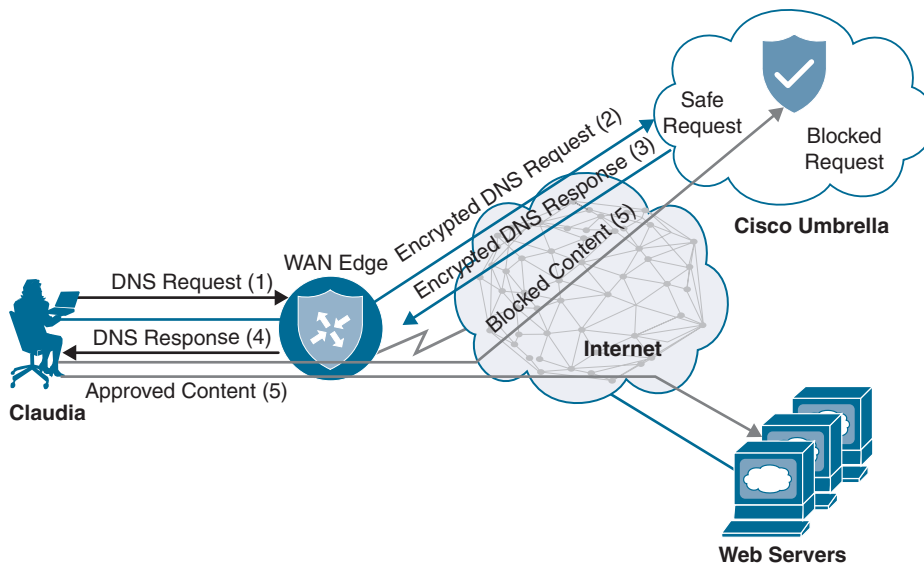 Safe
Request
Blocked
Request
Cisco Umbrella
Encrypted DNS Request (2)
Encrypted DNS Response (3)
Blocked Content (5)
WAN Edge
DNS Request (1)
DNS Response (4)
Internet
Approved Content (5)
Claudia
Web Servers